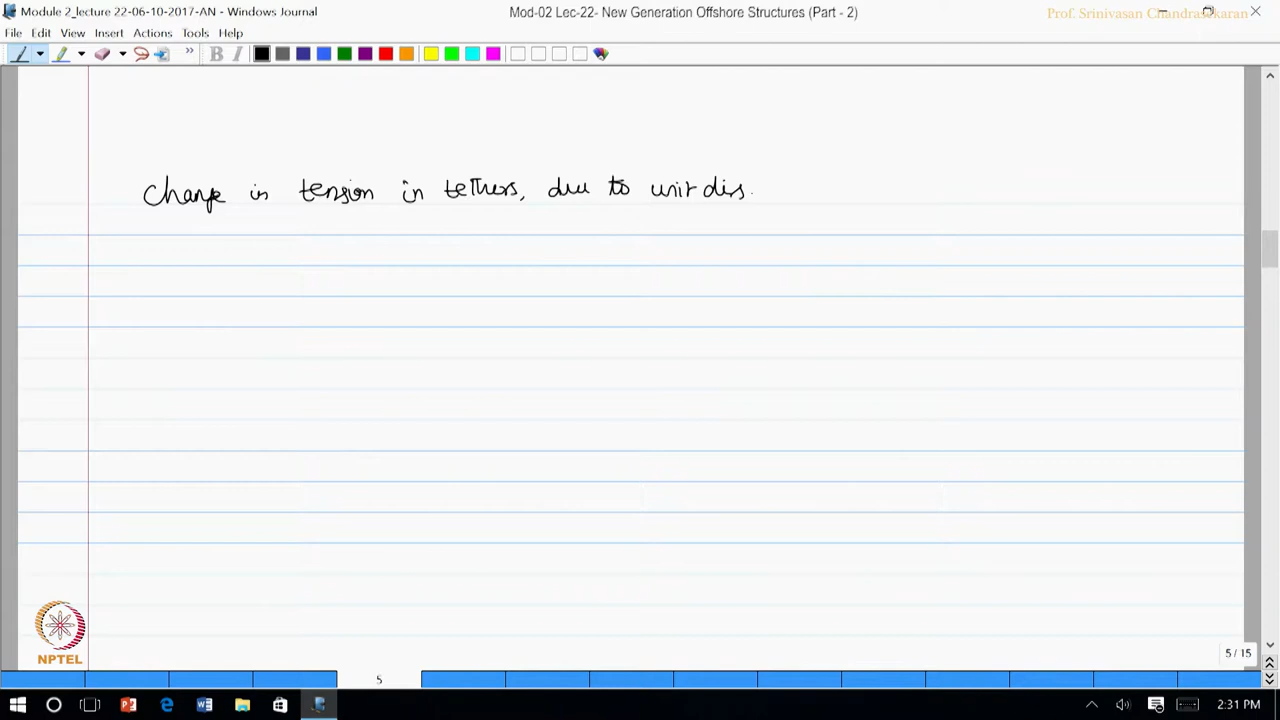 Module 2_lecture 22-06-10-2017-AN - Windows Journal
Mod-02 Lec-22- New Generation Offshore Structures (Part - 2)
Prof. Srinivasan Chandrasekaran
File Edit View Insert Actions Tools Help
B I
Change in tension in tethers, due to unit dis.
NPTEL
5 / 15
5
2:31 PM